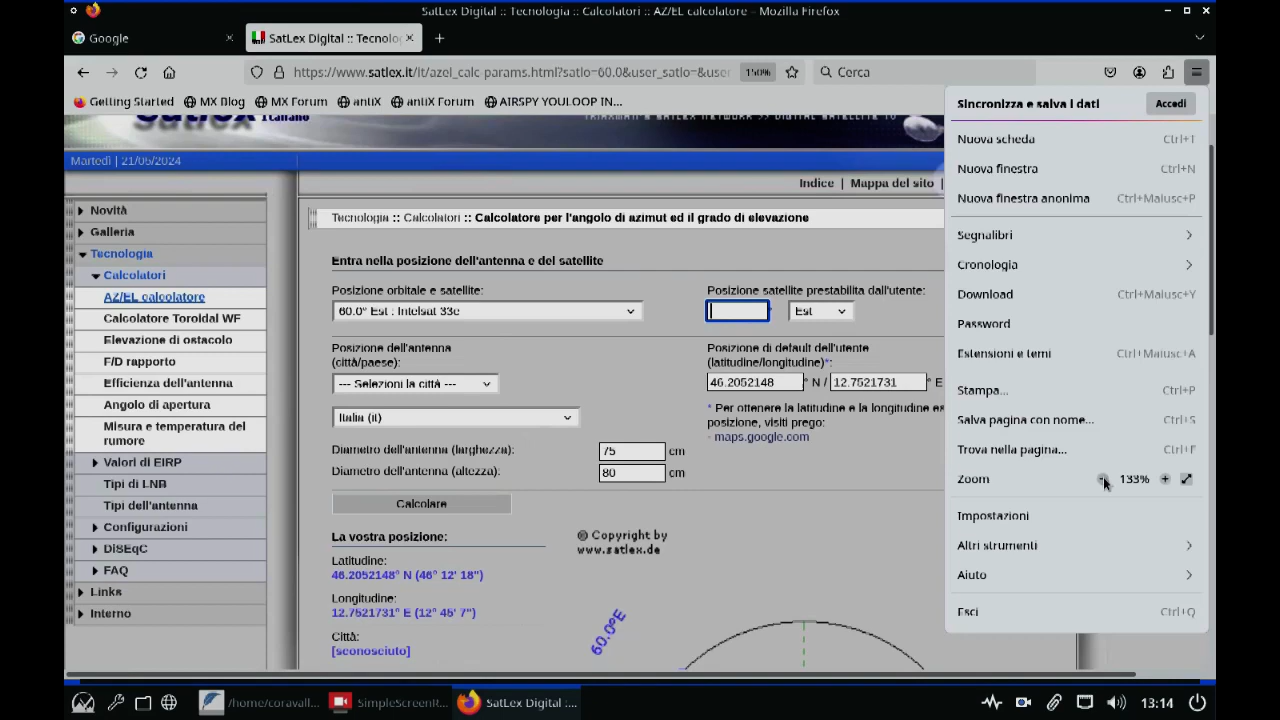 SatLex Digital :: Tecnologia :: Calcolatori :: AZ/EL calcolatore – Mozilla Firefox
Google
SatLex Digital :: Tecnolo
https://www.satlex.it/it/azel_calc-params.html?satlo=60.0&user_satlo=&use
150%
Cerca
Getting Started
MX Blog
MX Forum
antiX
antiX Forum
AIRSPY YOULOOP IN...
Italiano
Martedì | 21/05/2024
Indice | Mappa del sito |
Novità
Galleria
Tecnologia
Calcolatori
AZ/EL calcolatore
Calcolatore Toroidal WF
Elevazione di ostacolo
F/D rapporto
Efficienza dell'antenna
Angolo di apertura
Misura e temperatura del
rumore
Valori di EIRP
Tipi di LNB
Tipi dell'antenna
Configurazioni
DiSEqC
FAQ
Links
Interno
Tecnologia :: Calcolatori :: Calcolatore per l'angolo di azimut ed il grado di elevazione
Entra nella posizione dell'antenna e del satellite
Posizione orbitale e satellite:
60.0° Est : Intelsat 33e
Posizione satellite prestabilita dall'utente:
°
Est
Posizione dell'antenna
(città/paese):
--- Selezioni la città ---
Italia (it)
Posizione di default dell'utente
(latitudine/longitudine)*:
46.2052148 ° N / 12.7521731 ° E
* Per ottenere la latitudine e la longitudine es
posizione, visiti prego:
- maps.google.com
Diametro dell'antenna (larghezza):
75 cm
Diametro dell'antenna (altezza):
80 cm
Calcolare
La vostra posizione:
Latitudine:
46.2052148° N (46° 12' 18")
Longitudine:
12.7521731° E (12° 45' 7")
Città:
[sconosciuto]
© Copyright by
www.satlex.de
60.0°E
Sincronizza e salva i dati
Accedi
Nuova scheda Ctrl+T
Nuova finestra Ctrl+N
Nuova finestra anonima Ctrl+Maiusc+P
Segnalibri
Cronologia
Download Ctrl+Maiusc+Y
Password
Estensioni e temi Ctrl+Maiusc+A
Stampa... Ctrl+P
Salva pagina con nome... Ctrl+S
Trova nella pagina... Ctrl+F
Zoom 133%
Impostazioni
Altri strumenti
Aiuto
Esci Ctrl+Q
/home/coravall...
SimpleScreenR...
SatLex Digital :...
13:14